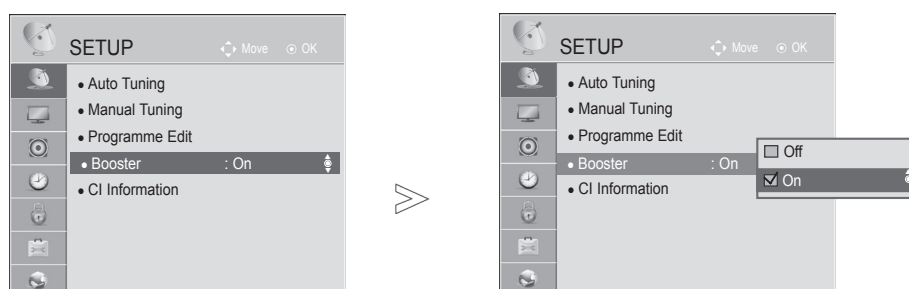 SETUP
Move OK
• Auto Tuning
• Manual Tuning
• Programme Edit
• Booster : On
• CI Information
SETUP
Move OK
• Auto Tuning
• Manual Tuning
• Programme Edit
• Booster : On
• CI Information
Off
On